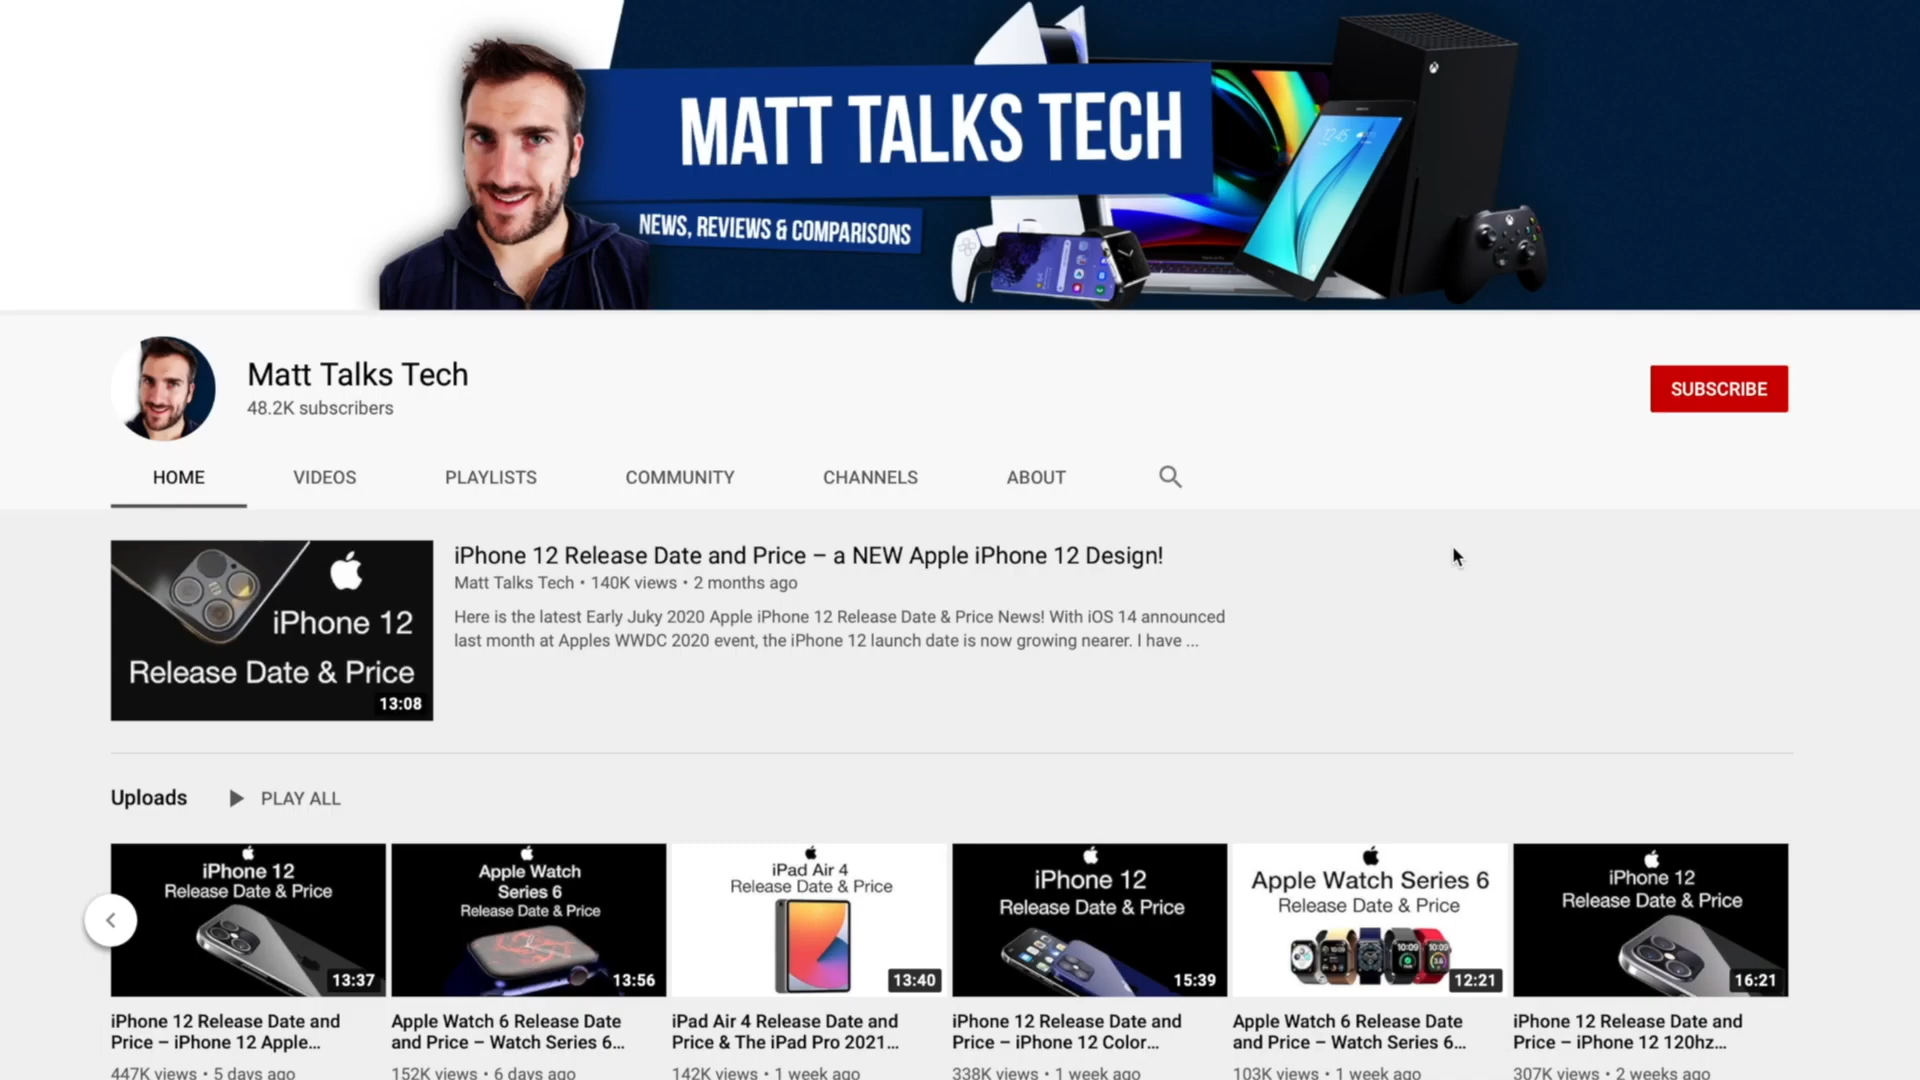 MATT TALKS TECH
NEWS, REVIEWS & COMPARISONS
Matt Talks Tech
48.2K subscribers
SUBSCRIBE
HOME VIDEOS PLAYLISTS COMMUNITY CHANNELS ABOUT
iPhone 12
Release Date & Price
13:08
iPhone 12 Release Date and Price – a NEW Apple iPhone 12 Design!
Matt Talks Tech • 140K views • 2 months ago
Here is the latest Early Juky 2020 Apple iPhone 12 Release Date & Price News! With iOS 14 announced
last month at Apples WWDC 2020 event, the iPhone 12 launch date is now growing nearer. I have ...
Uploads PLAY ALL
iPhone 12
Release Date & Price
13:37
iPhone 12 Release Date and
Price – iPhone 12 Apple...
447K views • 5 days ago
Apple Watch
Series 6
Release Date & Price
13:56
Apple Watch 6 Release Date
and Price – Watch Series 6...
152K views • 6 days ago
iPad Air 4
Release Date & Price
13:40
iPad Air 4 Release Date and
Price & The iPad Pro 2021...
142K views • 1 week ago
iPhone 12
Release Date & Price
15:39
iPhone 12 Release Date and
Price – iPhone 12 Color...
338K views • 1 week ago
Apple Watch Series 6
Release Date & Price
10:09
10:09
12:21
Apple Watch 6 Release Date
and Price – Watch Series 6...
103K views • 1 week ago
iPhone 12
Release Date & Price
16:21
iPhone 12 Release Date and
Price – iPhone 12 120hz...
307K views • 2 weeks ago